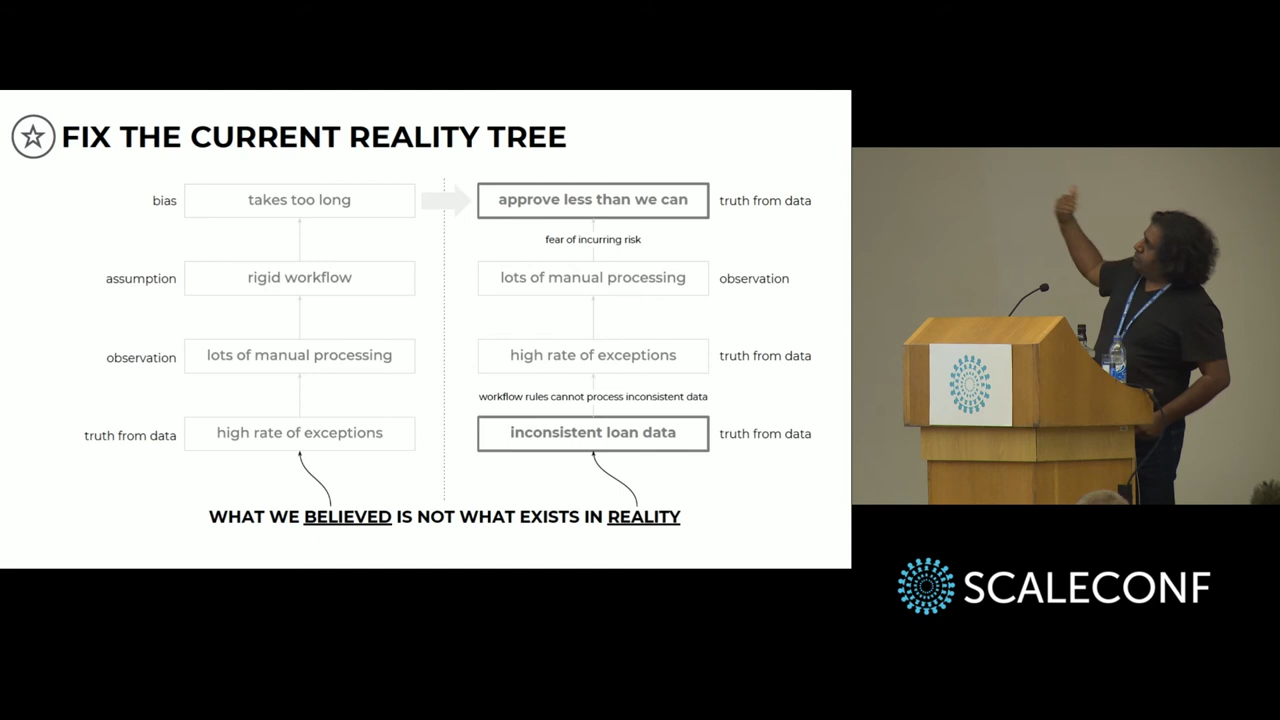 FIX THE CURRENT REALITY TREE
bias
takes too long
approve less than we can
truth from data
fear of incurring risk
assumption
rigid workflow
lots of manual processing
observation
observation
lots of manual processing
high rate of exceptions
truth from data
workflow rules cannot process inconsistent data
truth from data
high rate of exceptions
inconsistent loan data
truth from data
WHAT WE BELIEVED IS NOT WHAT EXISTS IN REALITY
SCALECONF